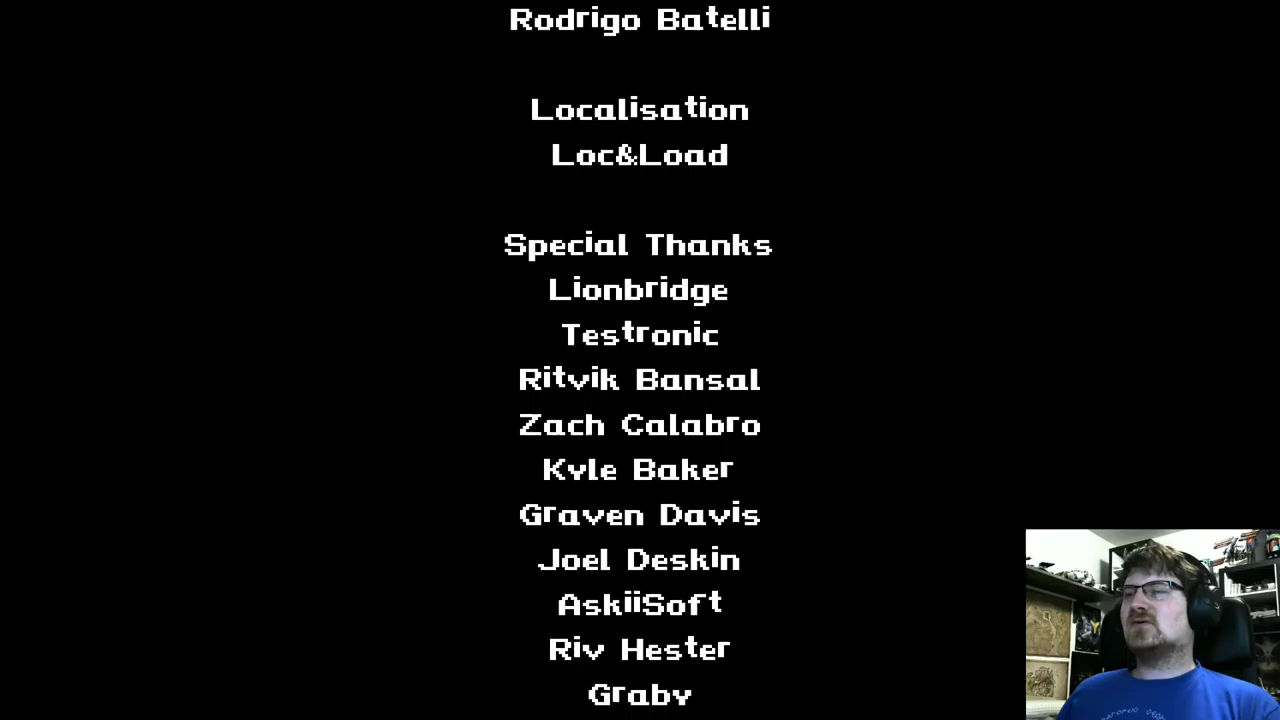 Rodrigo Batelli
Localisation
Loc&Load
Special Thanks
Lionbridge
Testronic
Ritvik Bansal
Zach Calabro
Kyle Baker
Graven Davis
Joel Deskin
AskiiSoft
Riv Hester
Graby